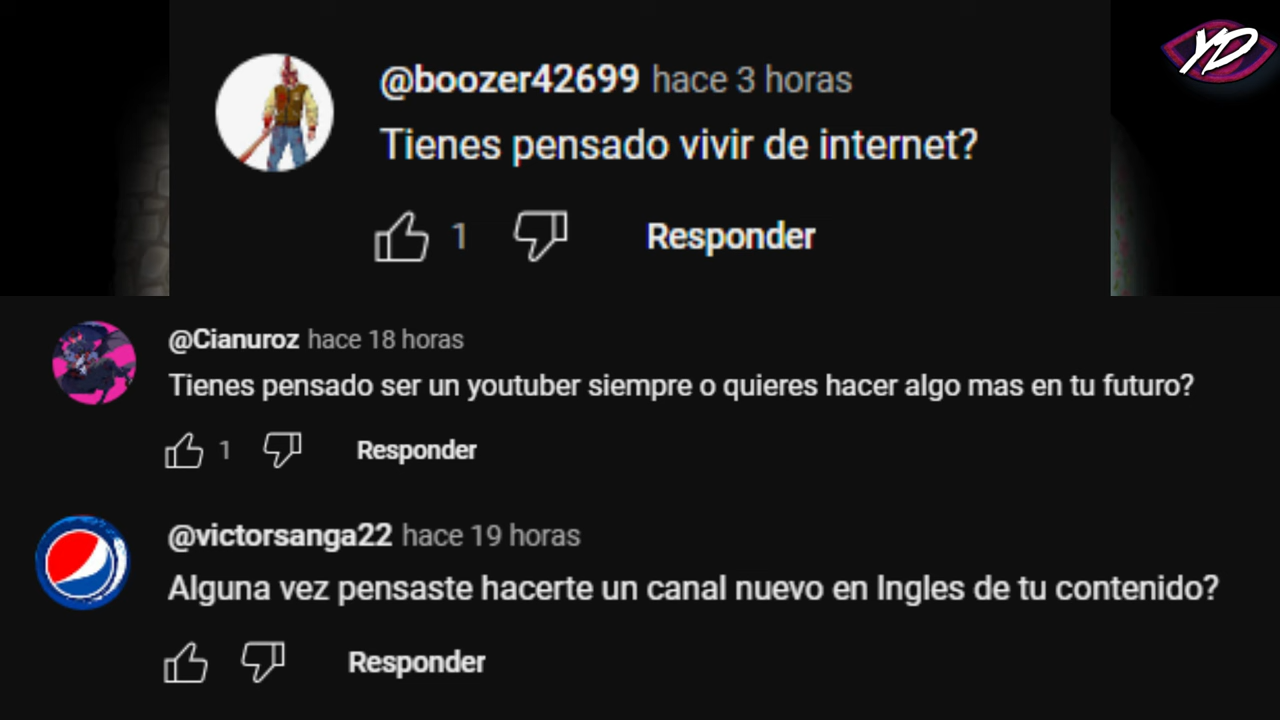 YD
@boozer42699 hace 3 horas
Tienes pensado vivir de internet?
1 Responder
@Cianuroz hace 18 horas
Tienes pensado ser un youtuber siempre o quieres hacer algo mas en tu futuro?
1 Responder
@victorsanga22 hace 19 horas
Alguna vez pensaste hacerte un canal nuevo en Ingles de tu contenido?
Responder